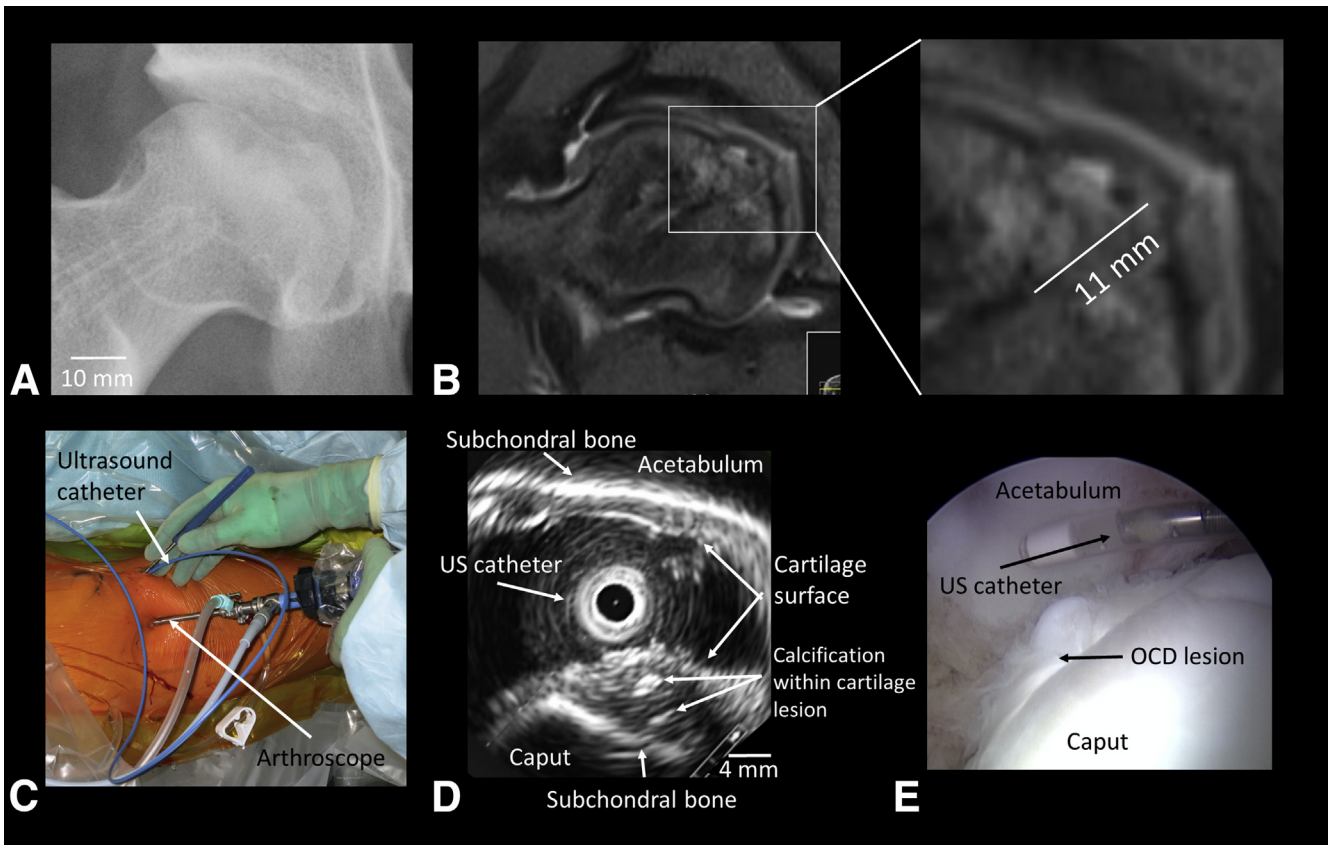 A
10 mm
B
11 mm
C
Ultrasound
catheter
Arthroscope
D
Subchondral bone
Acetabulum
US catheter
Cartilage
surface
Calcification
within cartilage
lesion
Caput
4 mm
Subchondral bone
E
Acetabulum
US catheter
OCD lesion
Caput